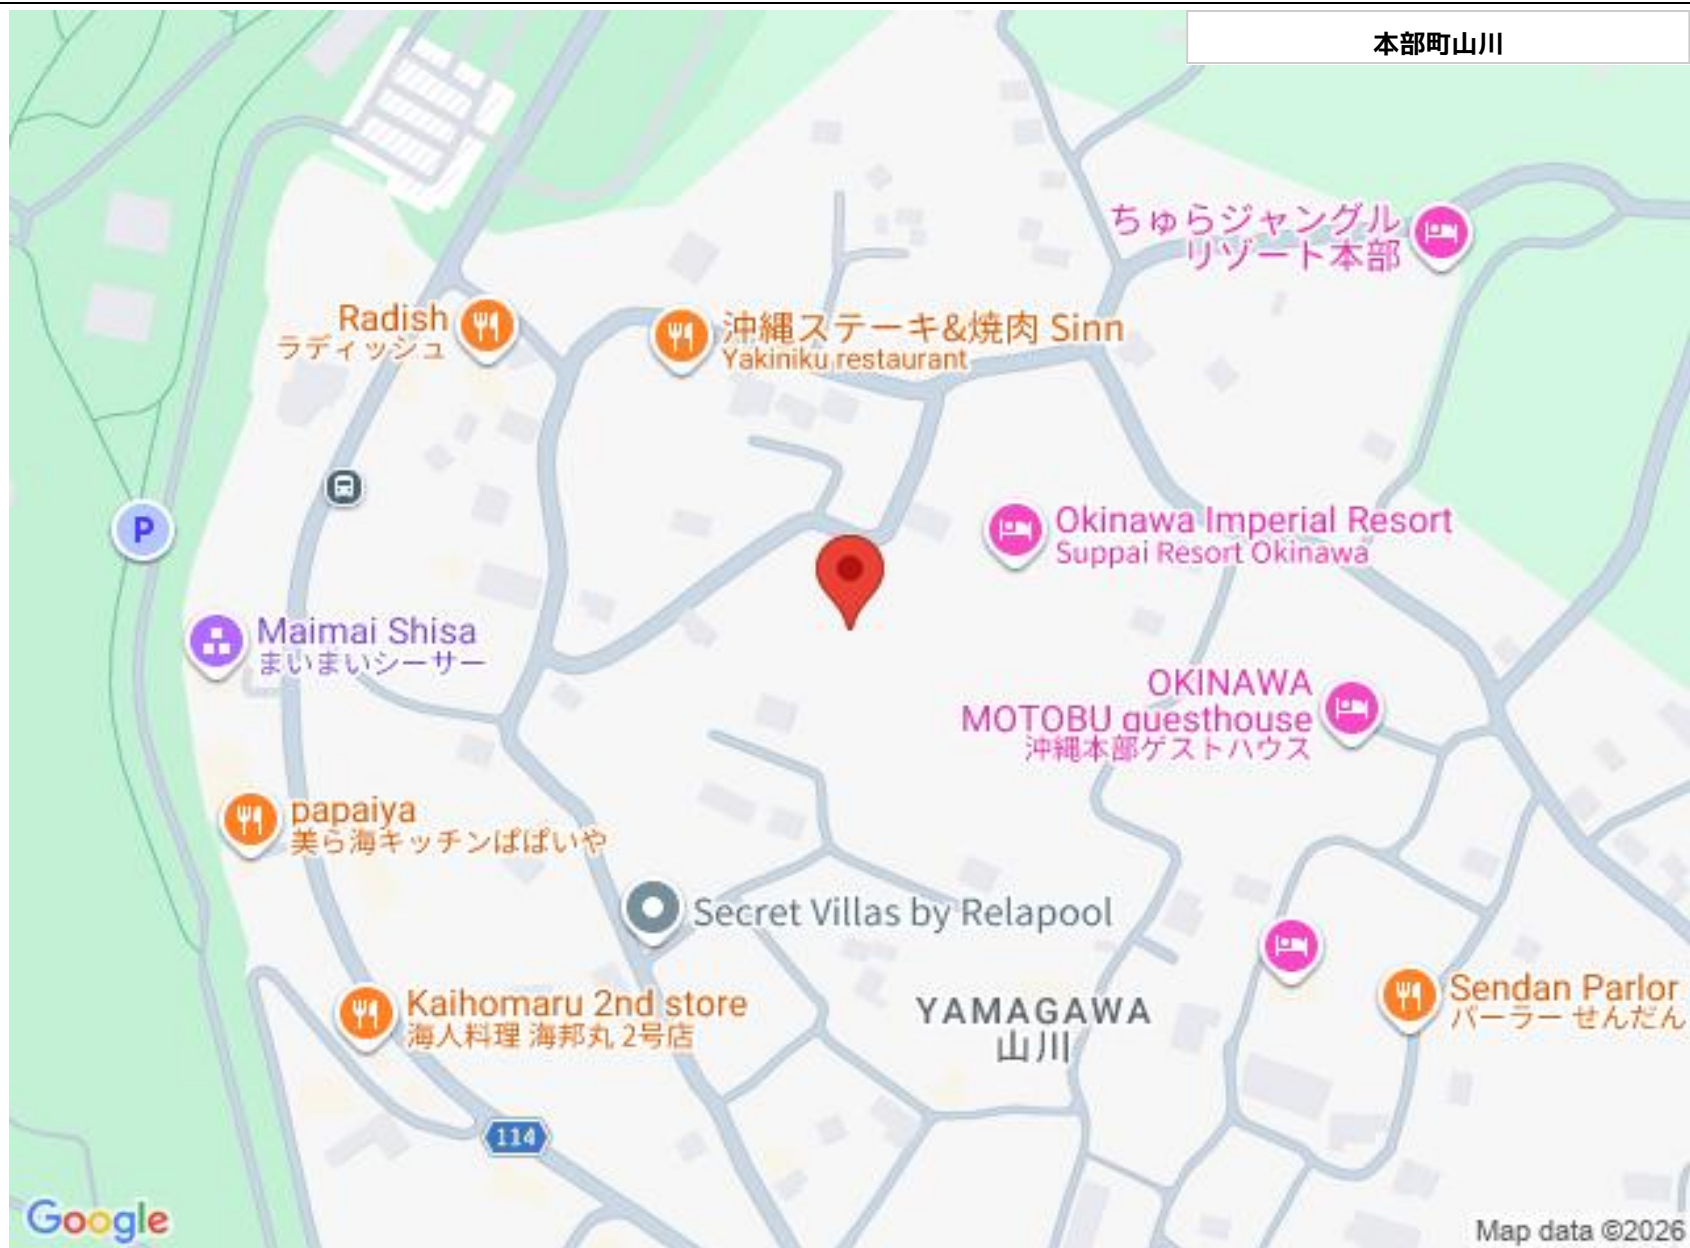 本部町山川
ちゅらジャングル
リゾート本部
Radish
ラディッシュ
沖縄ステーキ&焼肉 Sinn
Yakiniku restaurant
P
Okinawa Imperial Resort
Suppai Resort Okinawa
Maimai Shisa
まいまいシーサー
OKINAWA
MOTOBU guesthouse
沖縄本部ゲストハウス
papaiya
美ら海キッチンぱぱいや
Secret Villas by Relapool
Kaihomaru 2nd store
海人料理 海邦丸 2号店
YAMAGAWA
山川
Sendan Parlor
パーラー せんだん
114
Google
Map data ©2026